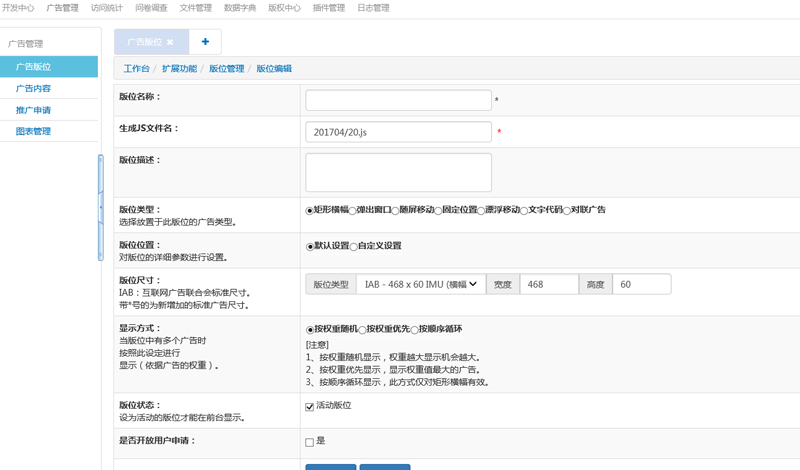 开发中心 广告管理 访问统计 问卷调查 文件管理 数据字典 版权中心 插件管理 日志管理
广告管理
广告版位 ✖ +
广告版位
广告内容
推广申请
图表管理
工作台 / 扩展功能 / 版位管理 / 版位编辑
版位名称：
*
生成JS文件名：
201704/20.js *
版位描述：
版位类型：
选择放置于此版位的广告类型。
矩形横幅 弹出窗口 随屏移动 固定位置 漂浮移动 文字代码 对联广告
版位位置：
对版位的详细参数进行设置。
默认设置 自定义设置
版位尺寸：
IAB：互联网广告联合会标准尺寸。
带*号的为新增加的标准广告尺寸。
版位类型 IAB - 468 x 60 IMU (横幅 宽度 468 高度 60
显示方式：
当版位中有多个广告时
按照此设定进行
显示（依据广告的权重）。
按权重随机 按权重优先 按顺序循环
[注意]
1、按权重随机显示，权重越大显示机会越大。
2、按权重优先显示，显示权重值最大的广告。
3、按顺序循环显示，此方式仅对矩形横幅有效。
版位状态：
设为活动的版位才能在前台显示。
活动版位
是否开放用户申请：
是